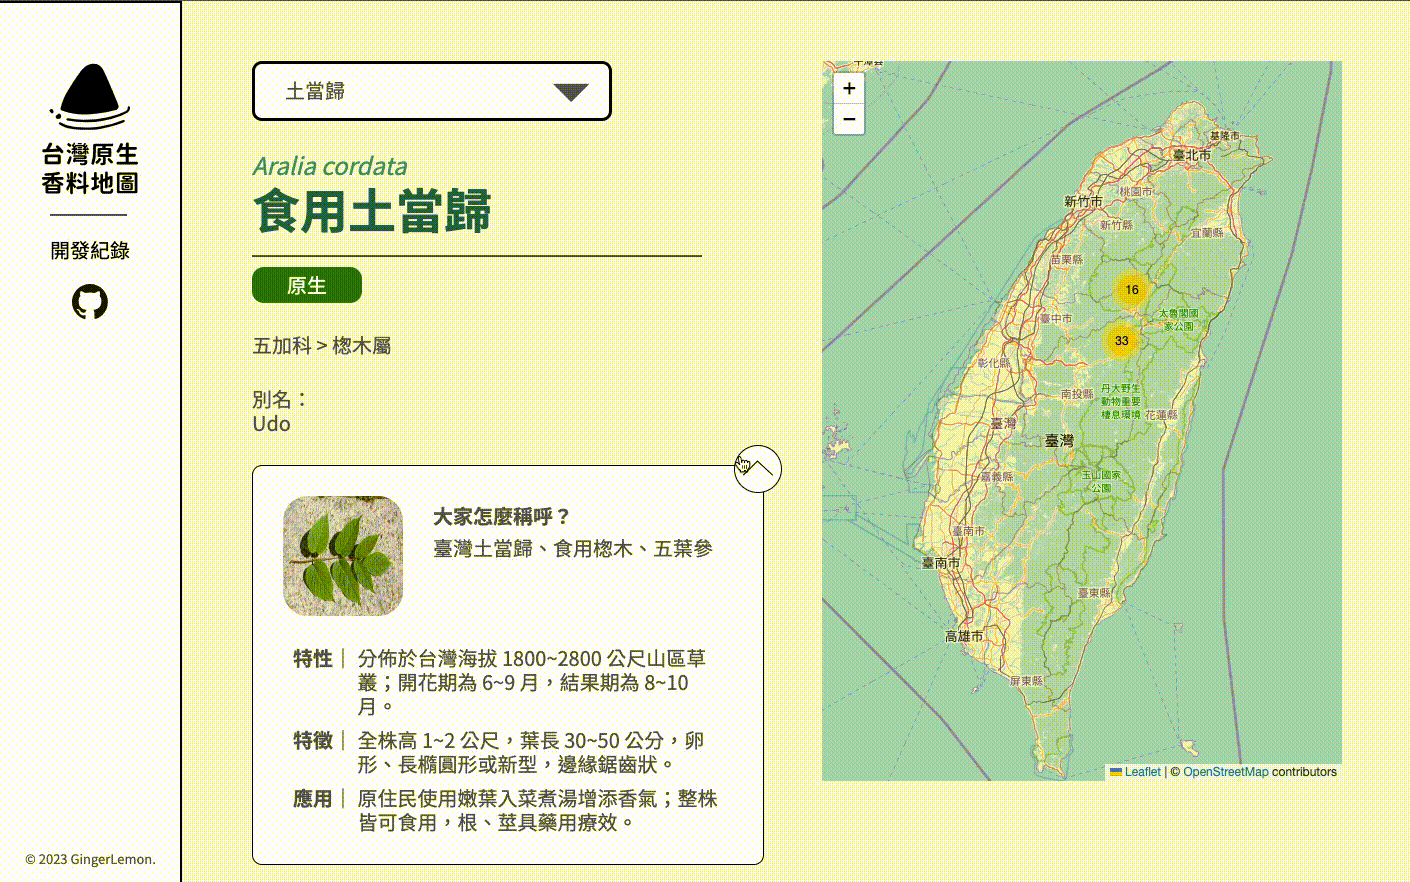 台灣原生
香料地圖
開發紀錄
© 2023 GingerLemon.
土當歸
Aralia cordata
食用土當歸
原生
五加科 > 楤木屬
別名：
Udo
大家怎麼稱呼？
臺灣土當歸、食用楤木、五葉參
特性｜ 分佈於台灣海拔 1800~2800 公尺山區草
叢；開花期為 6~9 月，結果期為 8~10
月。
特徵｜ 全株高 1~2 公尺，葉長 30~50 公分，卵
形、長橢圓形或新型，邊緣鋸齒狀。
應用｜ 原住民使用嫩葉入菜煮湯增添香氣；整株
皆可食用，根、莖具藥用療效。
+
−
基隆市
臺北市
桃園市
新竹市
新竹縣
宜蘭縣
苗栗縣
16
臺中市
太魯閣國
家公園
33
彰化縣
南投縣
丹大野生
動物重要
棲息環境
花蓮縣
臺灣
臺灣
嘉義縣
玉山國家
公園
臺南市
臺南市
臺東縣
高雄市
屏東縣
Leaflet | © OpenStreetMap contributors